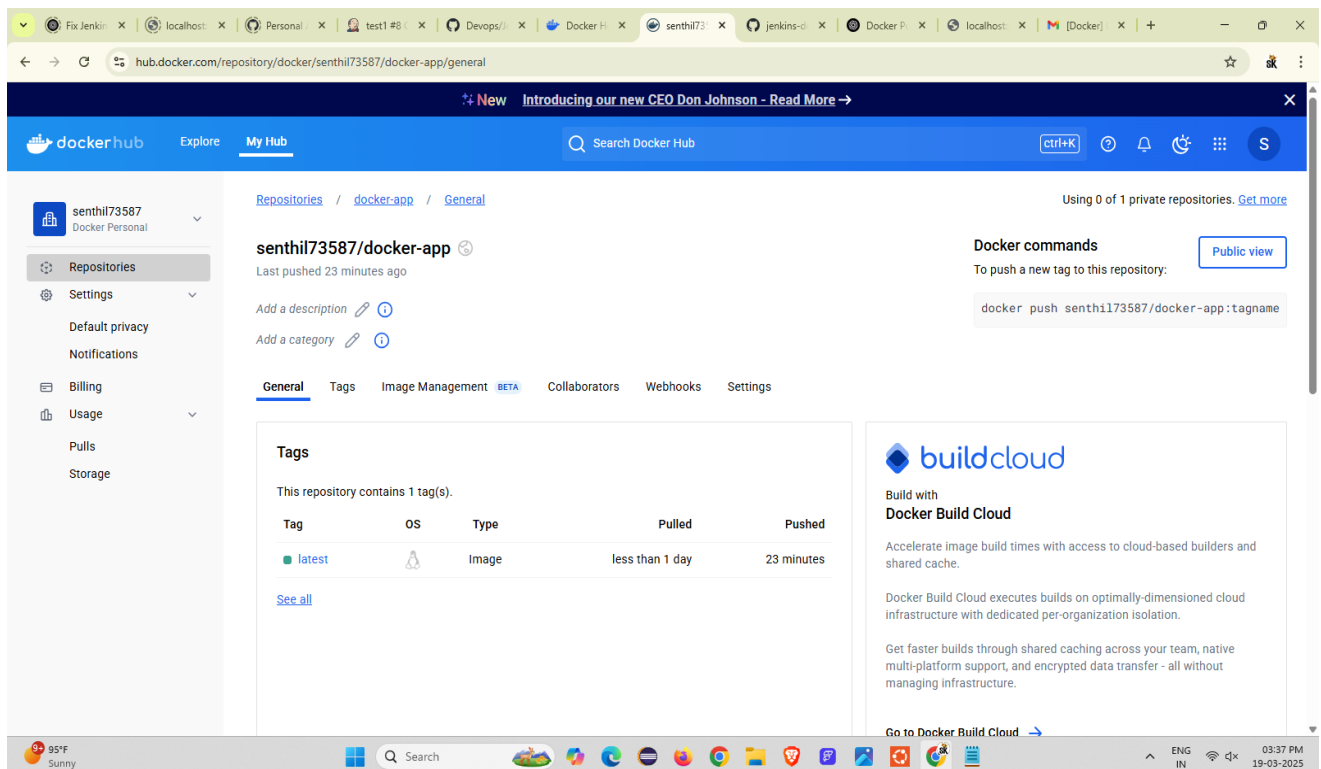 Fix Jenkin
localhost:
Personal
test1 #8 C
Devops/J
Docker H
senthil73
jenkins-d
Docker P
localhost:
[Docker]
hub.docker.com/repository/docker/senthil73587/docker-app/general
SK
New Introducing our new CEO Don Johnson - Read More →
dockerhub
Explore
My Hub
Search Docker Hub
ctrl+K
S
senthil73587
Docker Personal
Repositories
Settings
Default privacy
Notifications
Billing
Usage
Pulls
Storage
Repositories / docker-app / General
Using 0 of 1 private repositories. Get more
senthil73587/docker-app
Last pushed 23 minutes ago
Add a description
Add a category
Docker commands
Public view
To push a new tag to this repository:
docker push senthil73587/docker-app:tagname
General Tags Image Management BETA Collaborators Webhooks Settings
Tags
This repository contains 1 tag(s).
Tag OS Type Pulled Pushed
latest Image less than 1 day 23 minutes
See all
buildcloud
Build with
Docker Build Cloud
Accelerate image build times with access to cloud-based builders and
shared cache.
Docker Build Cloud executes builds on optimally-dimensioned cloud
infrastructure with dedicated per-organization isolation.
Get faster builds through shared caching across your team, native
multi-platform support, and encrypted data transfer - all without
managing infrastructure.
Go to Docker Build Cloud →
9+
95°F
Sunny
Search
ENG
IN
03:37 PM
19-03-2025